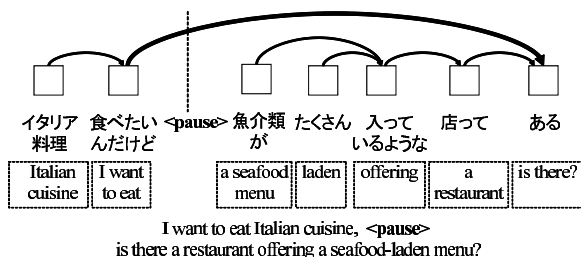 イタリア 食べたい <pause> 魚介類 たくさん 入って 店って ある
料理 んだけど が いるような
Italian I want a seafood laden offering a is there?
cuisine to eat menu restaurant
I want to eat Italian cuisine, <pause>
is there a restaurant offering a seafood-laden menu?